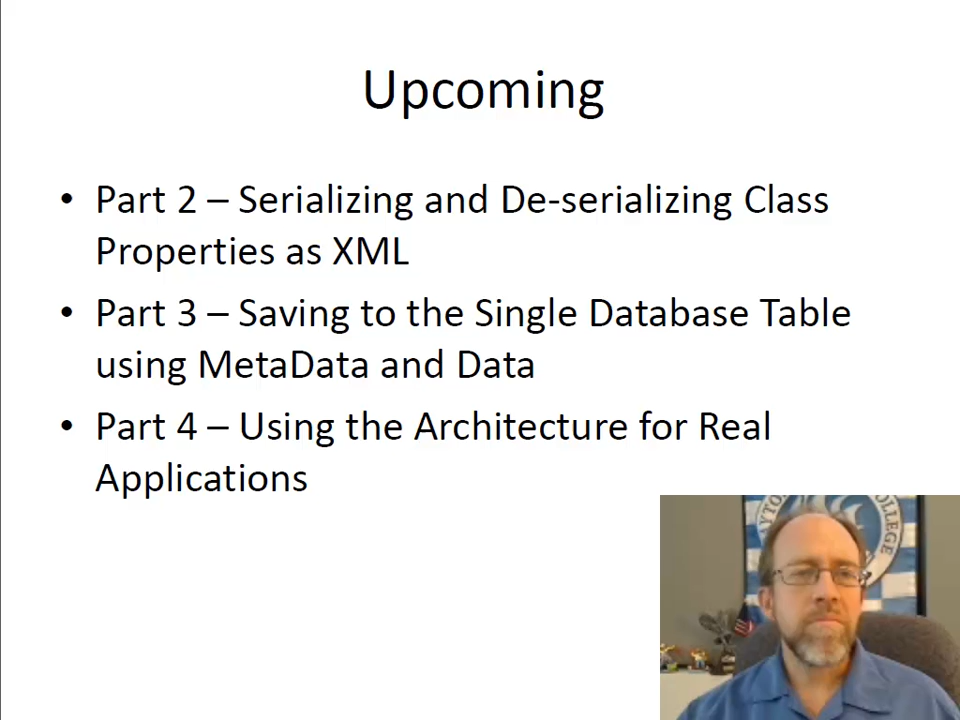 Upcoming
• Part 2 – Serializing and De-serializing Class
Properties as XML
• Part 3 – Saving to the Single Database Table
using MetaData and Data
• Part 4 – Using the Architecture for Real
Applications
COLLEGE